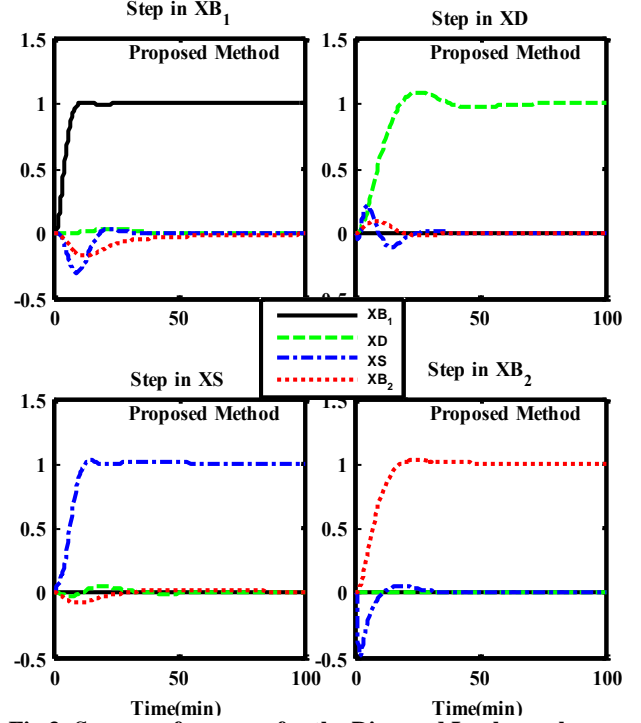 Step in XB1
Step in XD
1.5
Proposed Method
1
0.5
0
-0.5
0
50
1.5
Proposed Method
1
0.5
0
50
100
XB1
XD
XS
XB2
Step in XS
Step in XB2
1.5
Proposed Method
1
0.5
0
-0.5
0
50
100
Time(min)
Proposed Method
1
0.5
0
-0.5
0
50
100
Time(min)